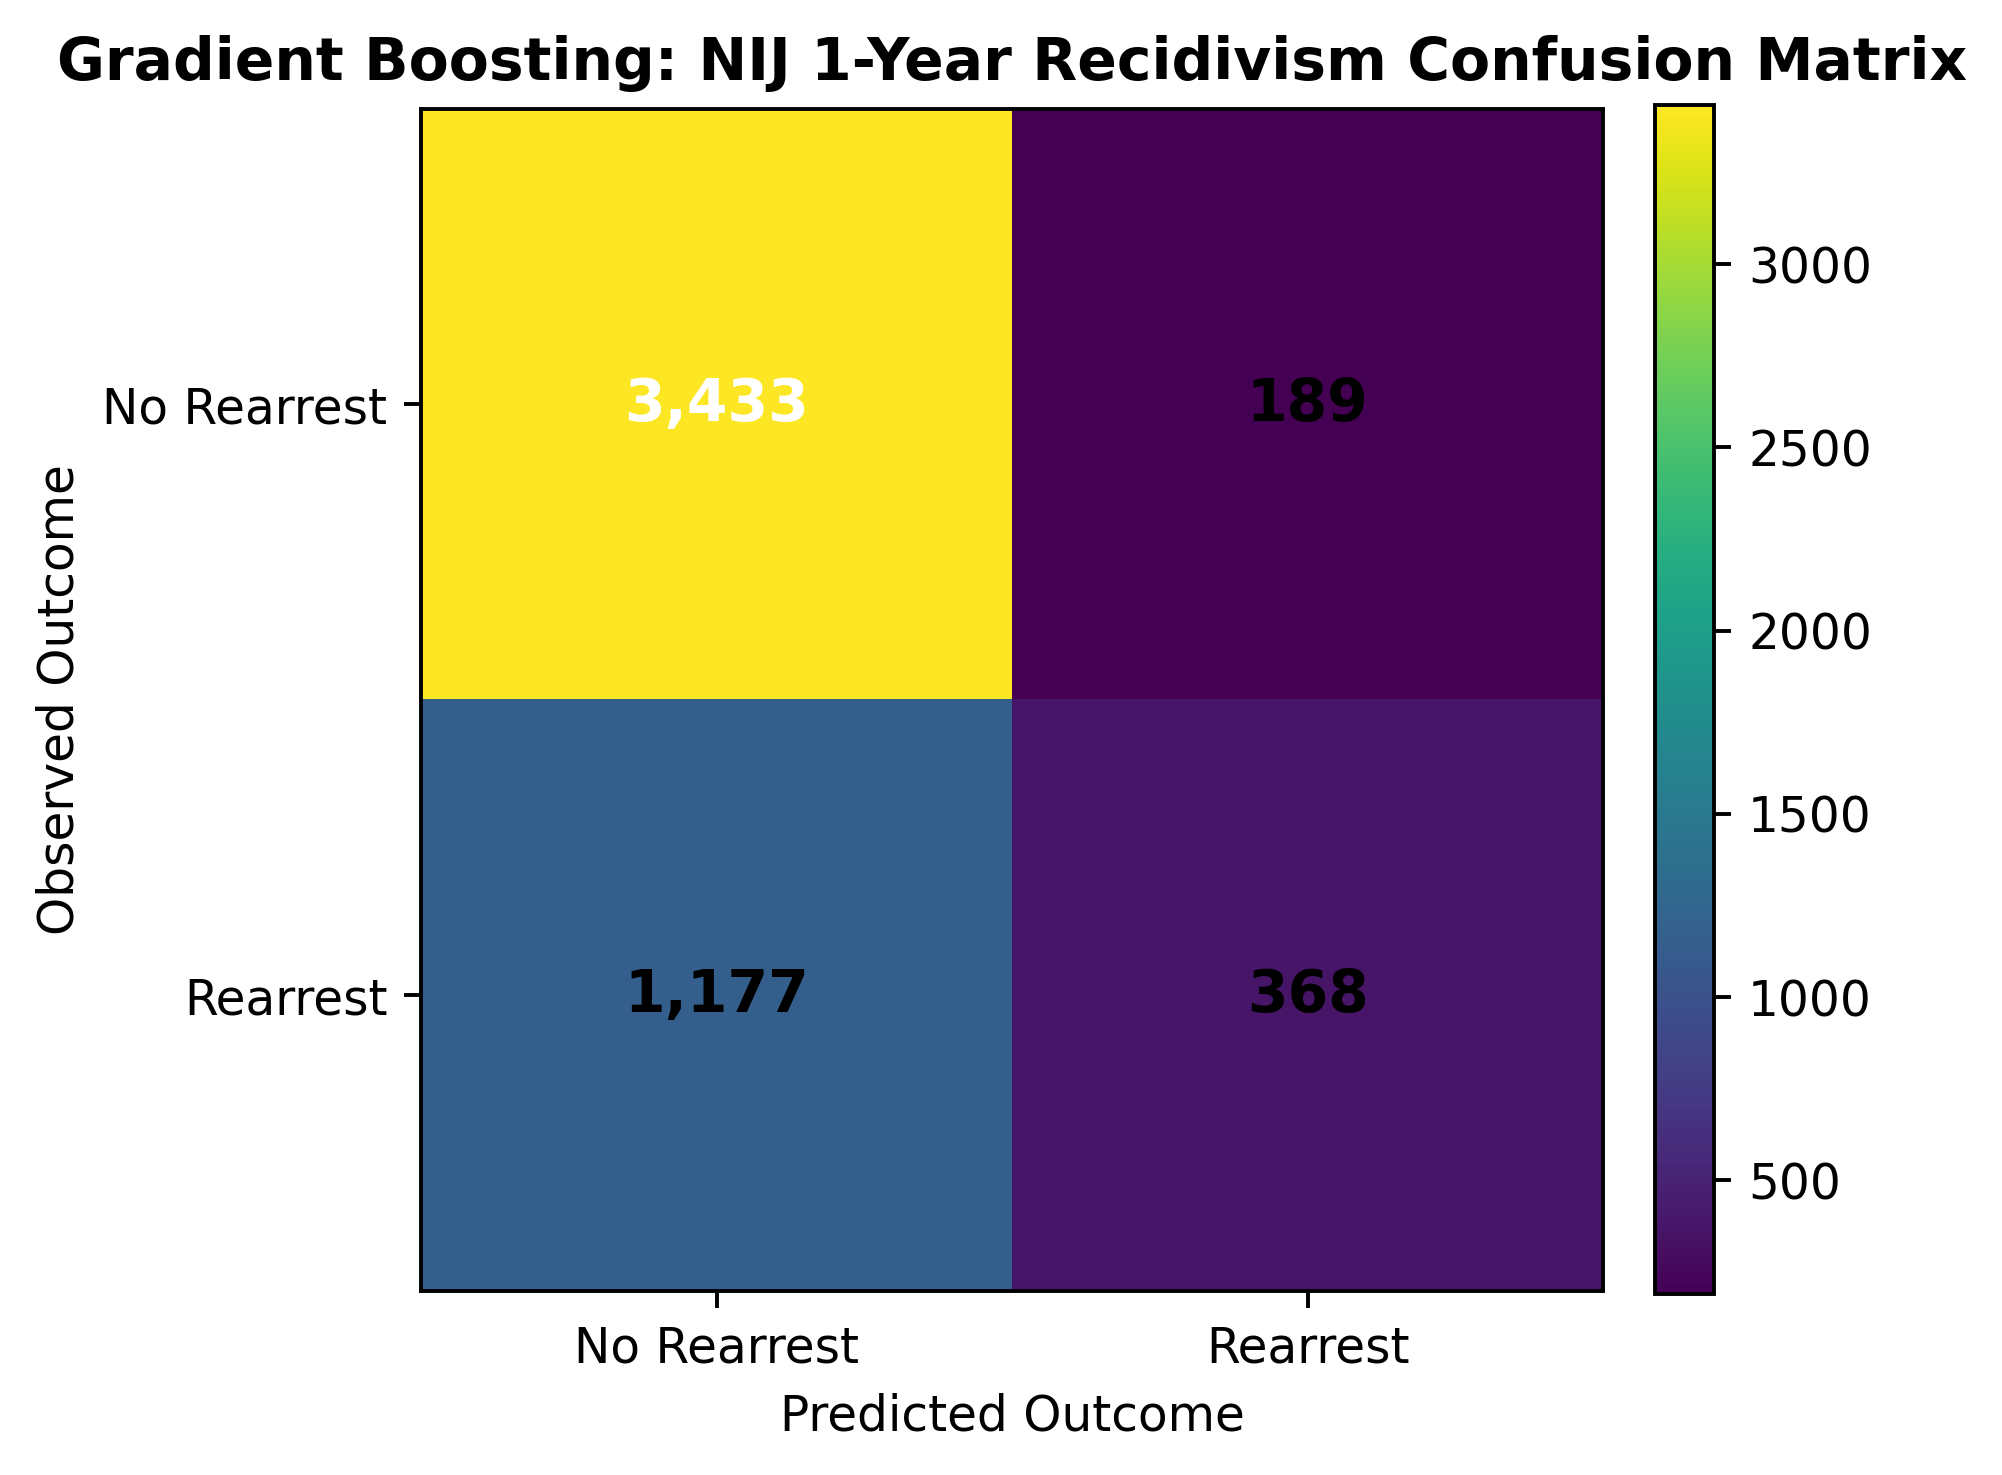 Gradient Boosting: NIJ 1-Year Recidivism Confusion Matrix
Observed Outcome
No Rearrest
Rearrest
3,433
189
1,177
368
No Rearrest
Rearrest
Predicted Outcome
3000
2500
2000
1500
1000
500